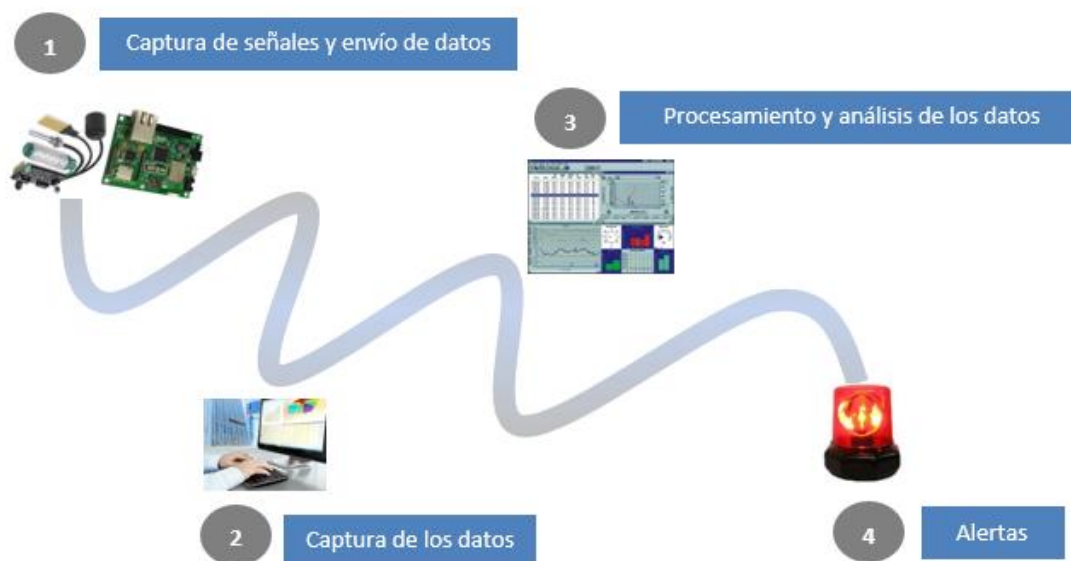 1
Captura de señales y envío de datos
2
Captura de los datos
3
Procesamiento y análisis de los datos
4
Alertas